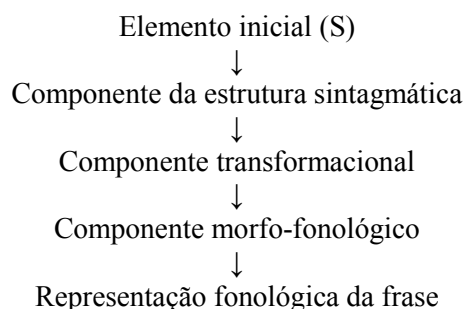 Elemento inicial (S)
↓
Componente da estrutura sintagmática
↓
Componente transformacional
↓
Componente morfo-fonológico
↓
Representação fonológica da frase